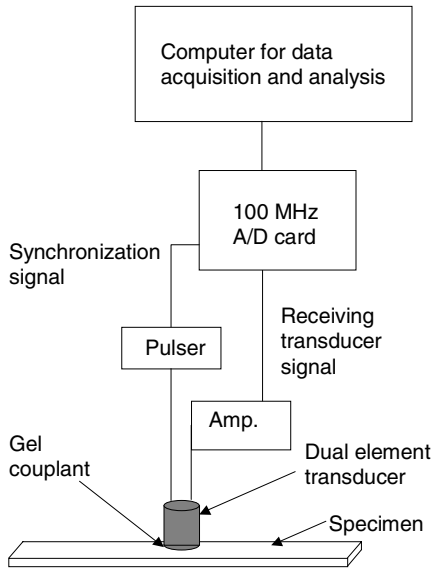 Computer for data
acquisition and analysis
100 MHz
A/D card
Synchronization
signal
Receiving
transducer
signal
Pulser
Amp.
Gel
couplant
Dual element
transducer
Specimen